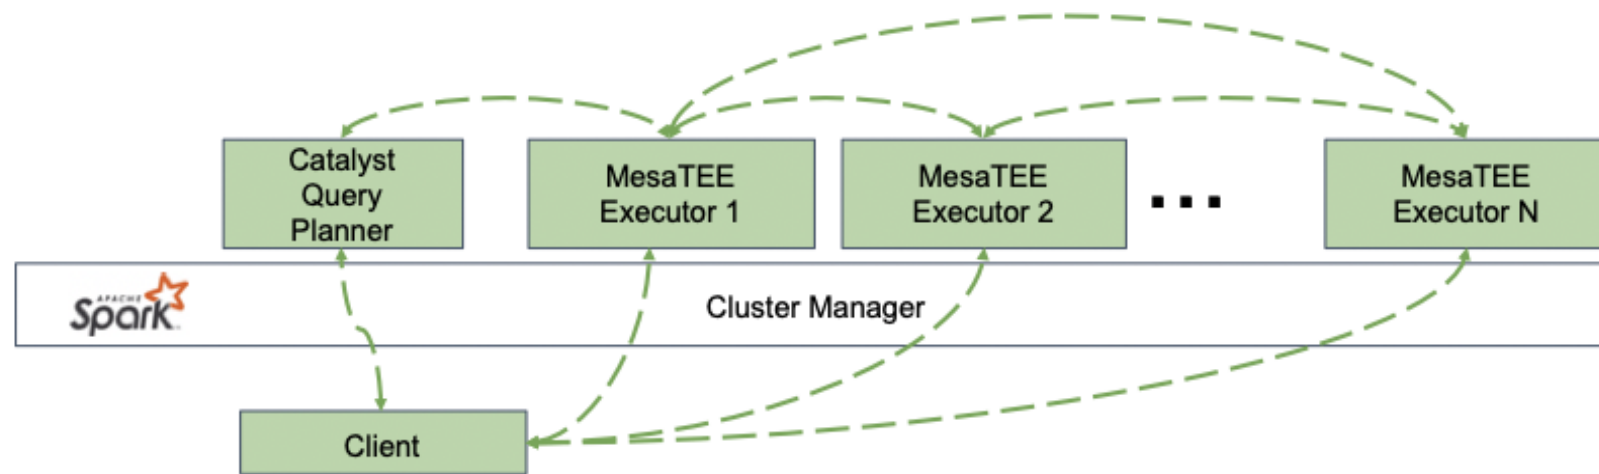 Catalyst
Query
Planner
MesaTEE
Executor 1
MesaTEE
Executor 2
...
MesaTEE
Executor N
APACHE
Spark
Cluster Manager
Client